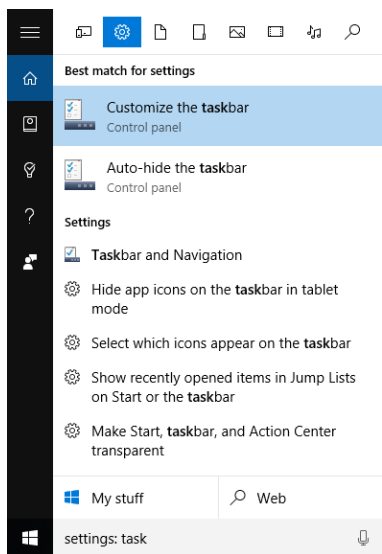 Best match for settings
Customize the taskbar
Control panel
Auto-hide the taskbar
Control panel
Settings
Taskbar and Navigation
Hide app icons on the taskbar in tablet
mode
Select which icons appear on the taskbar
Show recently opened items in Jump Lists
on Start or the taskbar
Make Start, taskbar, and Action Center
transparent
My stuff
Web
settings: task